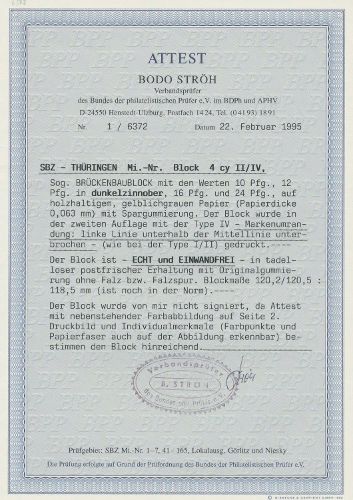 ATTEST
BODO STRÖH
Verbandsprüfer
des Bundes der philatelistischen Prüfer e.V. im BDPh und APHV
D-24550 Henstedt-Ulzburg, Postfach 14 24, Tel. (0 41 93) 18 91
Nr. 1 / 6372 Datum 22. Februar 1995
SBZ - THÜRINGEN Mi.-Nr. Block 4 cy II/IV,
Sog. BRÜCKENBAUBLOCK mit den Werten 10 Pfg., 12
Pfg. in dunkelzinnober, 16 Pfg. und 24 Pfg., auf
holzhaltigem, gelblichgrauen Papier (Papierdicke
0,063 mm) mit Spargummierung. Der Block wurde in
der zweiten Auflage mit der Type IV - Markenumran-
dung: linke Linie unterhalb der Mittellinie unter-
brochen - (wie bei der Type I/II) gedruckt.----
Der Block ist - ECHT und EINWANDFREI - in tadel-
loser postfrischer Erhaltung mit Originalgummie-
rung ohne Falz bzw. Falzspur. Blockmaße 120,2/120,5 :
118,5 mm (ist noch in der Norm).----
Der Block wurde von mir nicht signiert, da Attest
mit nebenstehender Farbabbildung auf Seite 2.
Druckbild und Individualmerkmale (Farbpunkte und
Papierfaser auch auf der Abbildung erkennbar) be-
stimmen den Block hinreichend.
Verbandsprüfer
B. STRÖH
Prüfgebiet: SBZ Mi.-Nr. 1-7, 41-165, Lokalausg. Görlitz und Niesky
Die Prüfung erfolgte auf Grund der Prüfordnung des Bundes der Philatelistischen Prüfer e.V.